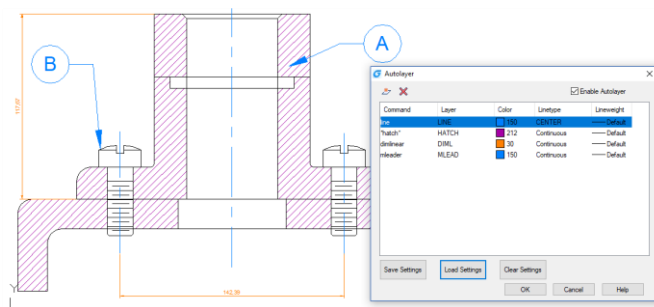 A
B
142,39
Y
Autolayer
Enable Autolayer
Command Layer Color Linetype Lineweight
line LINE 150 CENTER Default
"hatch" HATCH 212 Continuous Default
dimlinear DIML 30 Continuous Default
mleader MLEAD 150 Continuous Default
Save Settings Load Settings Clear Settings
OK Cancel Help